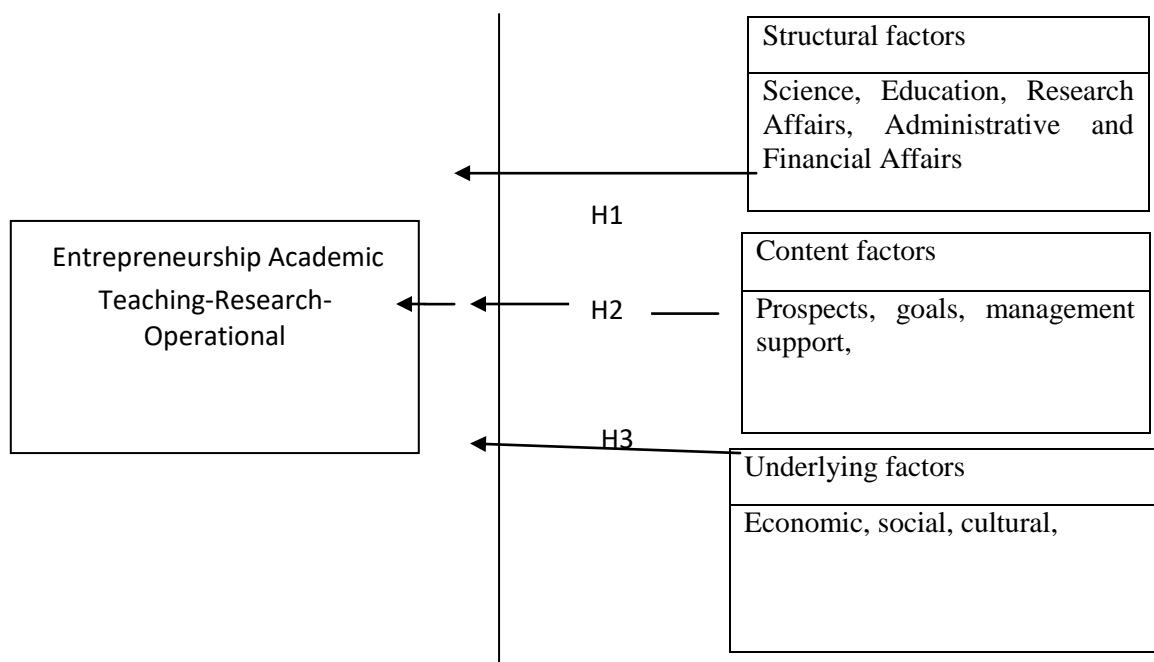 Structural factors
Science, Education, Research
Affairs, Administrative and
Financial Affairs
H1
Entrepreneurship Academic
Teaching-Research-
Operational
H2
Content factors
Prospects, goals, management
support,
H3
Underlying factors
Economic, social, cultural,